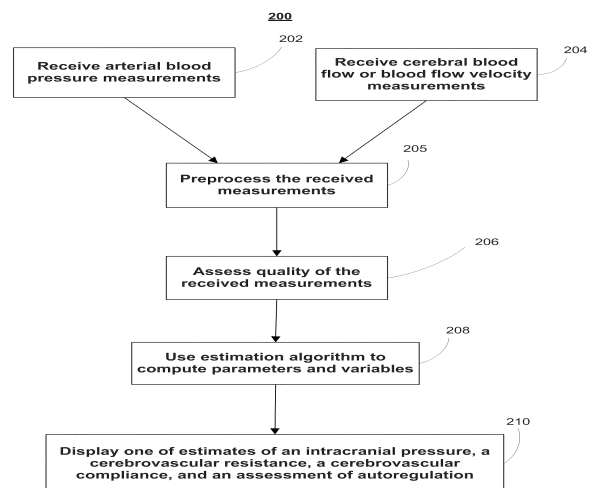 200
202
Receive arterial blood
pressure measurements
204
Receive cerebral blood
flow or blood flow velocity
measurements
205
Preprocess the received
measurements
206
Assess quality of the
received measurements
208
Use estimation algorithm to
compute parameters and variables
210
Display one of estimates of an intracranial pressure, a
cerebrovascular resistance, a cerebrovascular
compliance, and an assessment of autoregulation